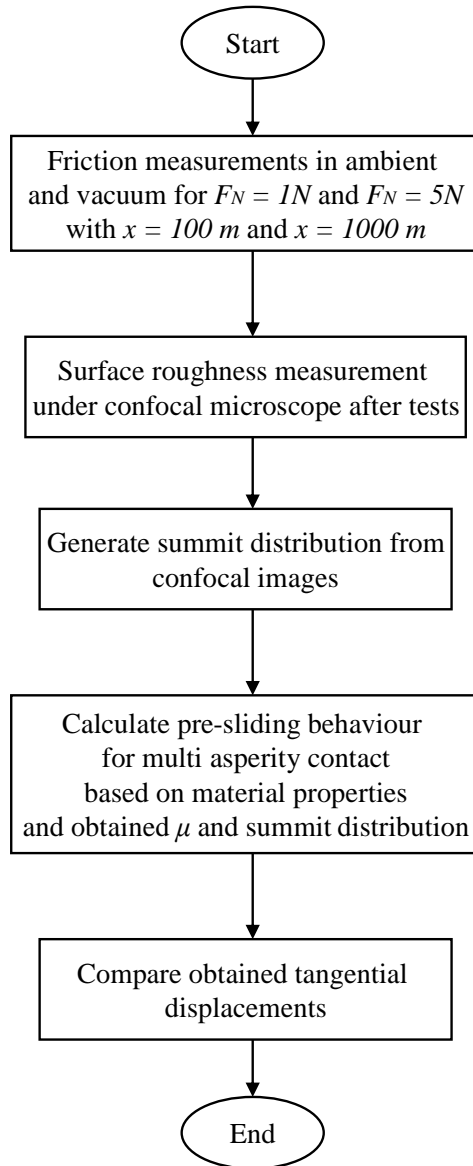 Start
Friction measurements in ambient
and vacuum for FN = 1N and FN = 5N
with x = 100 m and x = 1000 m
Surface roughness measurement
under confocal microscope after tests
Generate summit distribution from
confocal images
Calculate pre-sliding behaviour
for multi asperity contact
based on material properties
and obtained μ and summit distribution
Compare obtained tangential
displacements
End